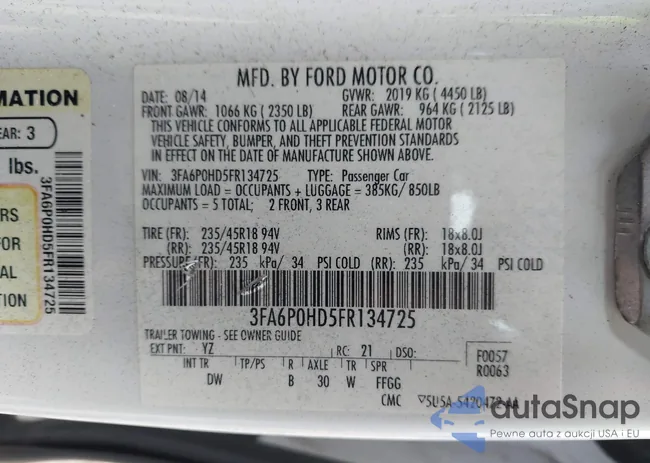 MATION
EAR: 3
lbs.
ERS
FOR
AL
TION
3FA6P0HD5FR134725
MFD. BY FORD MOTOR CO.
DATE: 08/14 GVWR: 2019 KG ( 4450 LB)
FRONT GAWR: 1066 KG ( 2350 LB) REAR GAWR: 964 KG ( 2125 LB)
THIS VEHICLE CONFORMS TO ALL APPLICABLE FEDERAL MOTOR
VEHICLE SAFETY, BUMPER, AND THEFT PREVENTION STANDARDS
IN EFFECT ON THE DATE OF MANUFACTURE SHOWN ABOVE.
VIN: 3FA6P0HD5FR134725 TYPE: Passenger Car
MAXIMUM LOAD = OCCUPANTS + LUGGAGE = 385KG/ 850LB
OCCUPANTS = 5 TOTAL; 2 FRONT, 3 REAR
TIRE (FR): 235/45R18 94V RIMS (FR): 18x8.0J
(RR): 235/45R18 94V (RR): 18x8.0J
PRESSURE (FR): 235 kPa/ 34 PSI COLD (RR): 235 kPa/ 34 PSI COLD
3FA6P0HD5FR134725
TRAILER TOWING - SEE OWNER GUIDE
EXT PNT: YZ RC: 21 DSO: F0057
R0063
INT TR TP/PS R AXLE TR SPR
DW B 30 W FFGG
CMC 5U5A-5420472-AA
autoSnap
Pewne auta z aukcji USA i EU